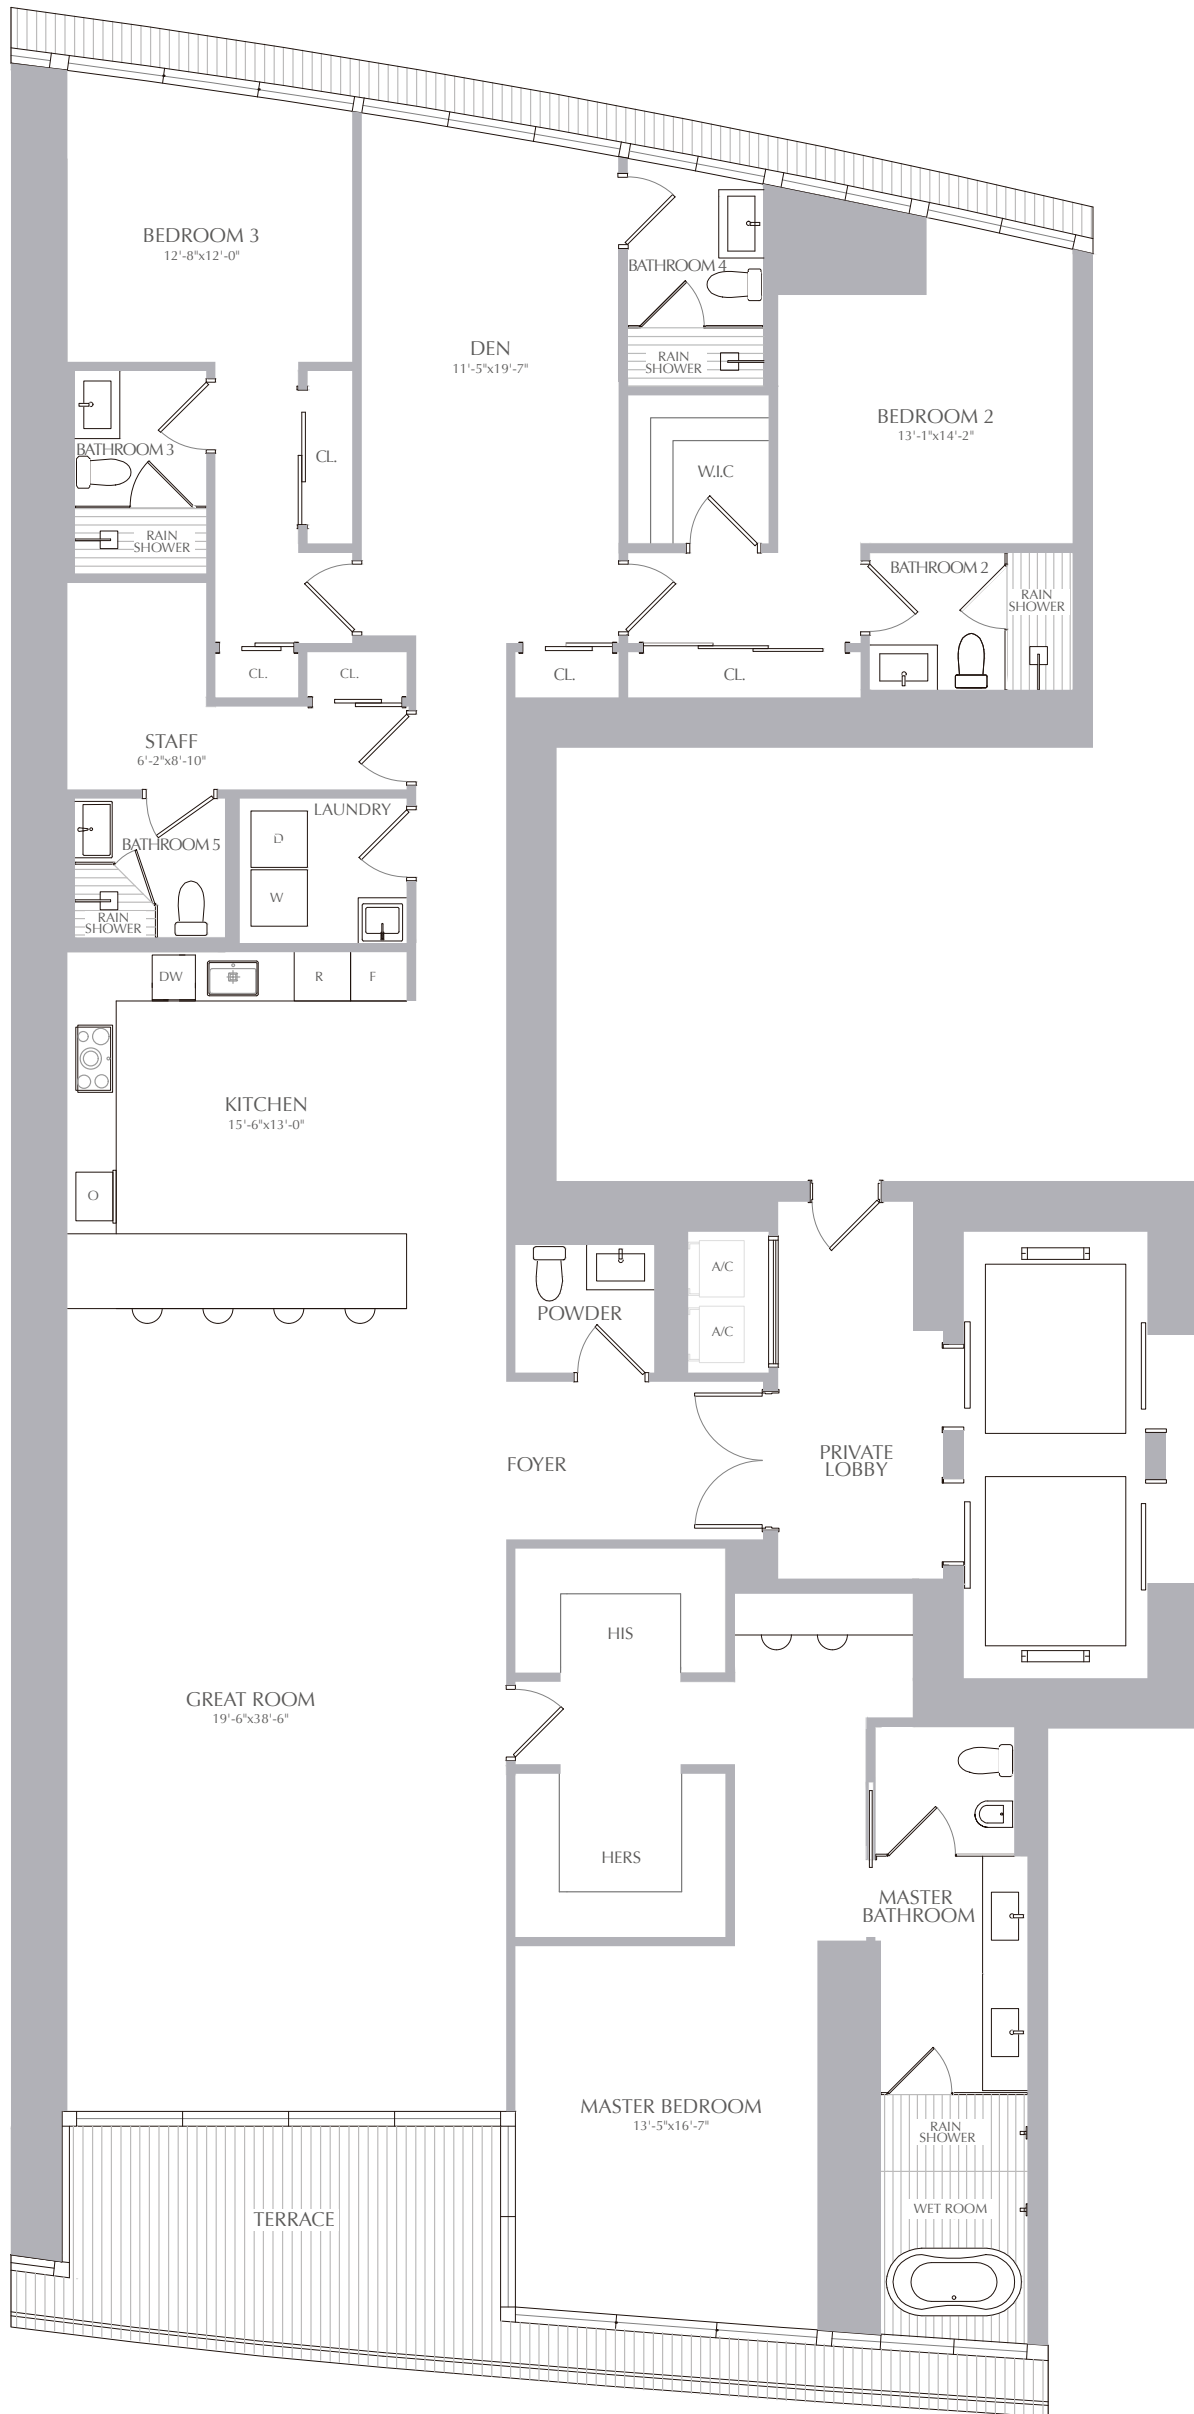 BEDROOM 3
12'-8"x12'-0"
BATHROOM 4
DEN
11'-5"x19'-7"
RAIN
SHOWER
BEDROOM 2
13'-1"x14'-2"
BATHROOM 3
CL.
W.I.C
RAIN
SHOWER
BATHROOM 2
RAIN
SHOWER
CL.
CL.
CL.
CL.
STAFF
6'-2"x8'-10"
LAUNDRY
D
BATHROOM 5
W
RAIN
SHOWER
DW
R
F
KITCHEN
15'-6"x13'-0"
O
A/C
POWDER
A/C
FOYER
PRIVATE
LOBBY
HIS
GREAT ROOM
19'-6"x38'-6"
HERS
MASTER
BATHROOM
MASTER BEDROOM
13'-5"x16'-7"
RAIN
SHOWER
WET ROOM
TERRACE